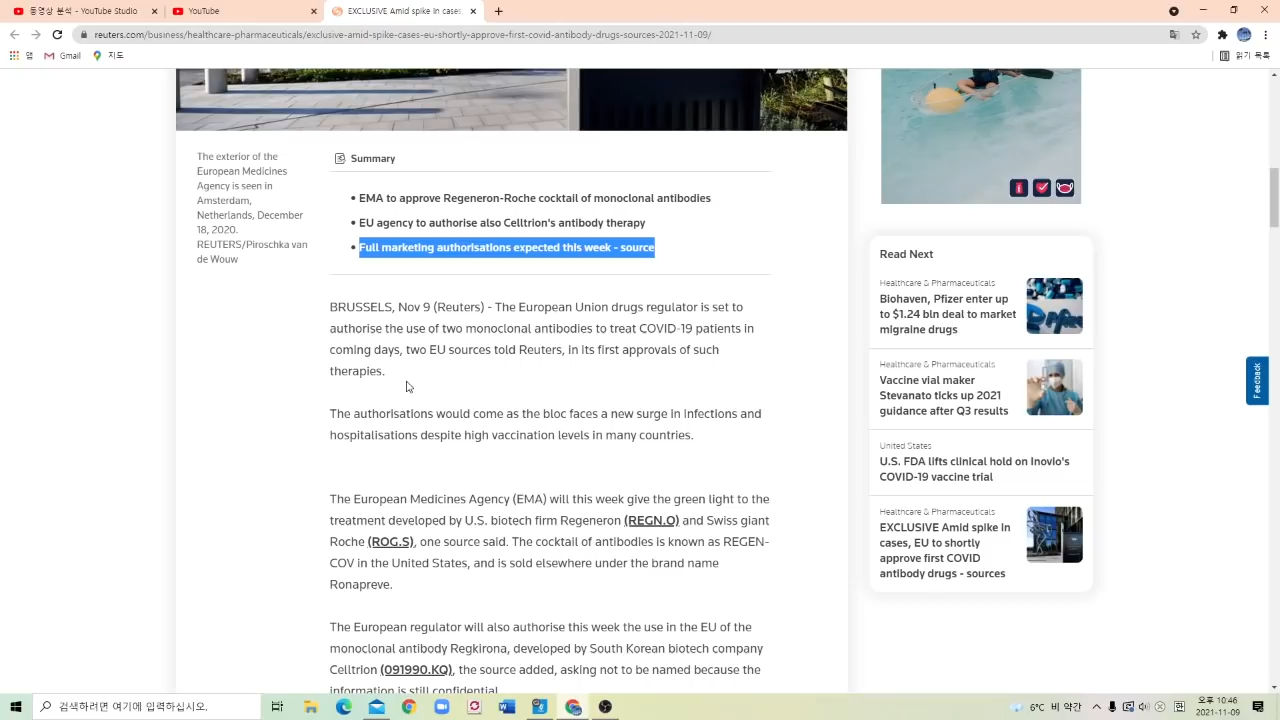 동영상 분석 - YouTube Studio
YouTube
EXCLUSIVE Amid spike in cases
reuters.com/business/healthcare-pharmaceuticals/exclusive-amid-spike-cases-eu-shortly-approve-first-covid-antibody-drugs-sources-2021-11-09/
앱
Gmail
지도
읽기 목록
The exterior of the
European Medicines
Agency is seen in
Amsterdam,
Netherlands, December
18, 2020.
REUTERS/Piroschka van
de Wouw
Summary
• EMA to approve Regeneron-Roche cocktail of monoclonal antibodies
• EU agency to authorise also Celltrion's antibody therapy
• Full marketing authorisations expected this week - source
BRUSSELS, Nov 9 (Reuters) - The European Union drugs regulator is set to
authorise the use of two monoclonal antibodies to treat COVID-19 patients in
coming days, two EU sources told Reuters, in its first approvals of such
therapies.
The authorisations would come as the bloc faces a new surge in infections and
hospitalisations despite high vaccination levels in many countries.
The European Medicines Agency (EMA) will this week give the green light to the
treatment developed by U.S. biotech firm Regeneron (REGN.O) and Swiss giant
Roche (ROG.S), one source said. The cocktail of antibodies is known as REGEN-
COV in the United States, and is sold elsewhere under the brand name
Ronapreve.
The European regulator will also authorise this week the use in the EU of the
monoclonal antibody Regkirona, developed by South Korean biotech company
Celltrion (091990.KQ), the source added, asking not to be named because the
information is still confidential.
Read Next
Healthcare & Pharmaceuticals
Biohaven, Pfizer enter up
to $1.24 bln deal to market
migraine drugs
Healthcare & Pharmaceuticals
Vaccine vial maker
Stevanato ticks up 2021
guidance after Q3 results
United States
U.S. FDA lifts clinical hold on Inovio's
COVID-19 vaccine trial
Healthcare & Pharmaceuticals
EXCLUSIVE Amid spike in
cases, EU to shortly
approve first COVID
antibody drugs - sources
Feedback
검색하려면 여기에 입력하십시오.
6°C 비 약간
오후 10:46
2021-11-09